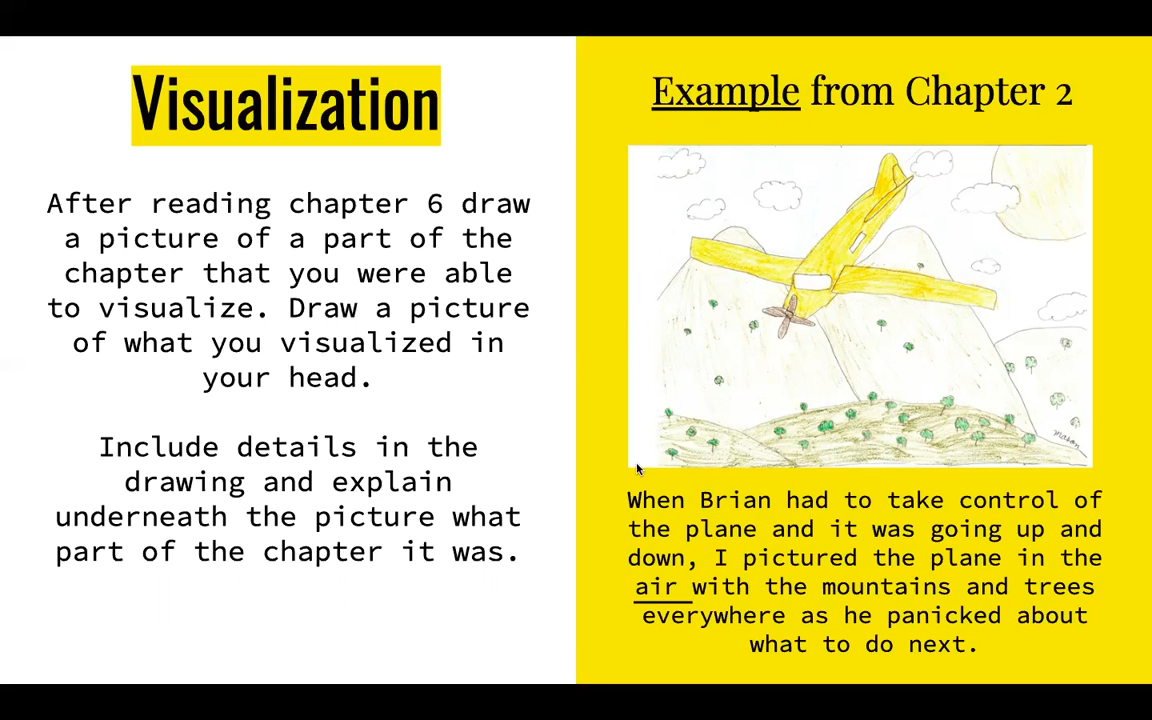 Visualization
After reading chapter 6 draw
a picture of a part of the
chapter that you were able
to visualize. Draw a picture
of what you visualized in
your head.
Include details in the
drawing and explain
underneath the picture what
part of the chapter it was.
Example from Chapter 2
Mason
When Brian had to take control of
the plane and it was going up and
down, I pictured the plane in the
air with the mountains and trees
everywhere as he panicked about
what to do next.